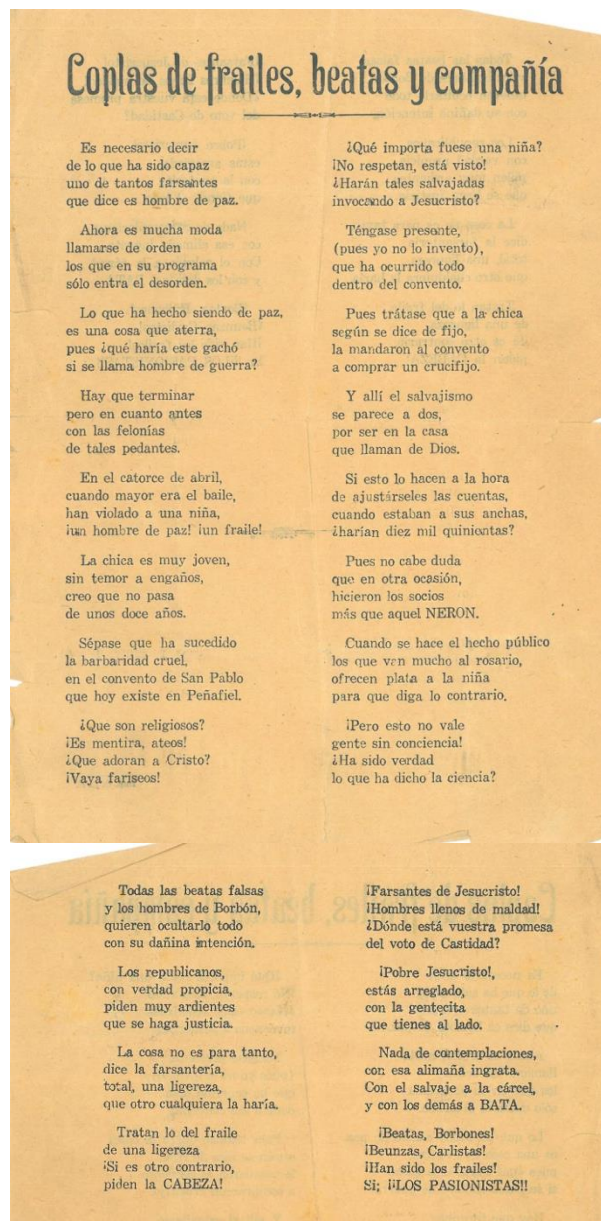 Coplas de frailes, beatas y compañía
Es necesario decir
de lo que ha sido capaz
uno de tantos farsantes
que dice es hombre de paz.
Ahora es mucha moda
llamarse de orden
los que en su programa
sólo entra el desorden.
Lo que ha hecho siendo de paz,
es una cosa que aterra,
pues ¿qué haría este gachó
si se llama hombre de guerra?
Hay que terminar
pero en cuanto antes
con las felonías
de tales pedantes.
En el catorce de abril,
cuando mayor era el baile,
han violado a una niña,
¡un hombre de paz! ¡un fraile!
La chica es muy joven,
sin temor a engaños,
creo que no pasa
de unos doce años.
Sépase que ha sucedido
la barbaridad cruel,
en el convento de San Pablo
que hoy existe en Peñafiel.
¿Que son religiosos?
¡Es mentira, ateos!
¿Que adoran a Cristo?
¡Vaya fariseos!
¿Qué importa fuese una niña?
¡No respetan, está visto!
¿Harán tales salvajadas
invocando a Jesucristo?
Téngase presente,
(pues yo no lo invento),
que ha ocurrido todo
dentro del convento.
Pues trátase que a la chica
según se dice de fijo,
la mandaron al convento
a comprar un crucifijo.
Y allí el salvajismo
se parece a dos,
por ser en la casa
que llaman de Dios.
Si esto lo hacen a la hora
de ajustárseles las cuentas,
cuando estaban a sus anchas,
¿harían diez mil quinientas?
Pues no cabe duda
que en otra ocasión,
hicieron los socios
más que aquel NERON.
Cuando se hace el hecho público
los que van mucho al rosario,
ofrecen plata a la niña
para que diga lo contrario.
¡Pero esto no vale
gente sin conciencia!
¿Ha sido verdad
lo que ha dicho la ciencia?
Todas las beatas falsas
y los hombres de Borbón,
quieren ocultarlo todo
con su dañina intención.
Los republicanos,
con verdad propicia,
piden muy ardientes
que se haga justicia.
La cosa no es para tanto,
dice la farsantería,
total, una ligereza,
que otro cualquiera la haría.
Tratan lo del fraile
de una ligereza
¡Si es otro contrario,
piden la CABEZA!
¡Farsantes de Jesucristo!
¡Hombres llenos de maldad!
¿Dónde está vuestra promesa
del voto de Castidad?
¡Pobre Jesucristo!,
estás arreglado,
con la gentecita
que tienes al lado.
Nada de contemplaciones,
con esa alimaña ingrata.
Con el salvaje a la cárcel,
y con los demás a BATA.
¡Beatas, Borbones!
¡Beunzas, Carlistas!
¡Han sido los frailes!
Si; ¡¡LOS PASIONISTAS!!